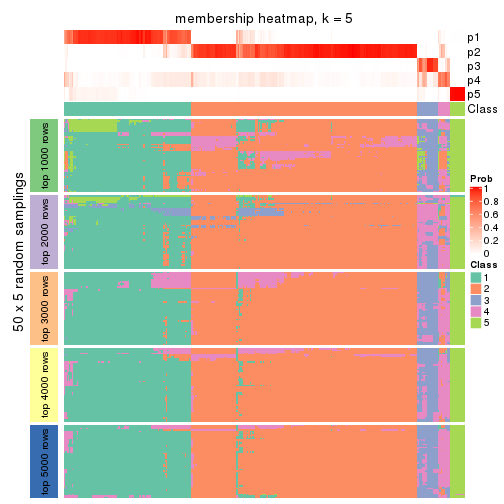 membership heatmap, k = 5
p1
p2
p3
p4
p5
Class
50 x 5 random samplings
top 1000 rows
top 2000 rows
top 3000 rows
top 4000 rows
top 5000 rows
Prob
1
0.8
0.6
0.4
0.2
0
Class
1
2
3
4
5